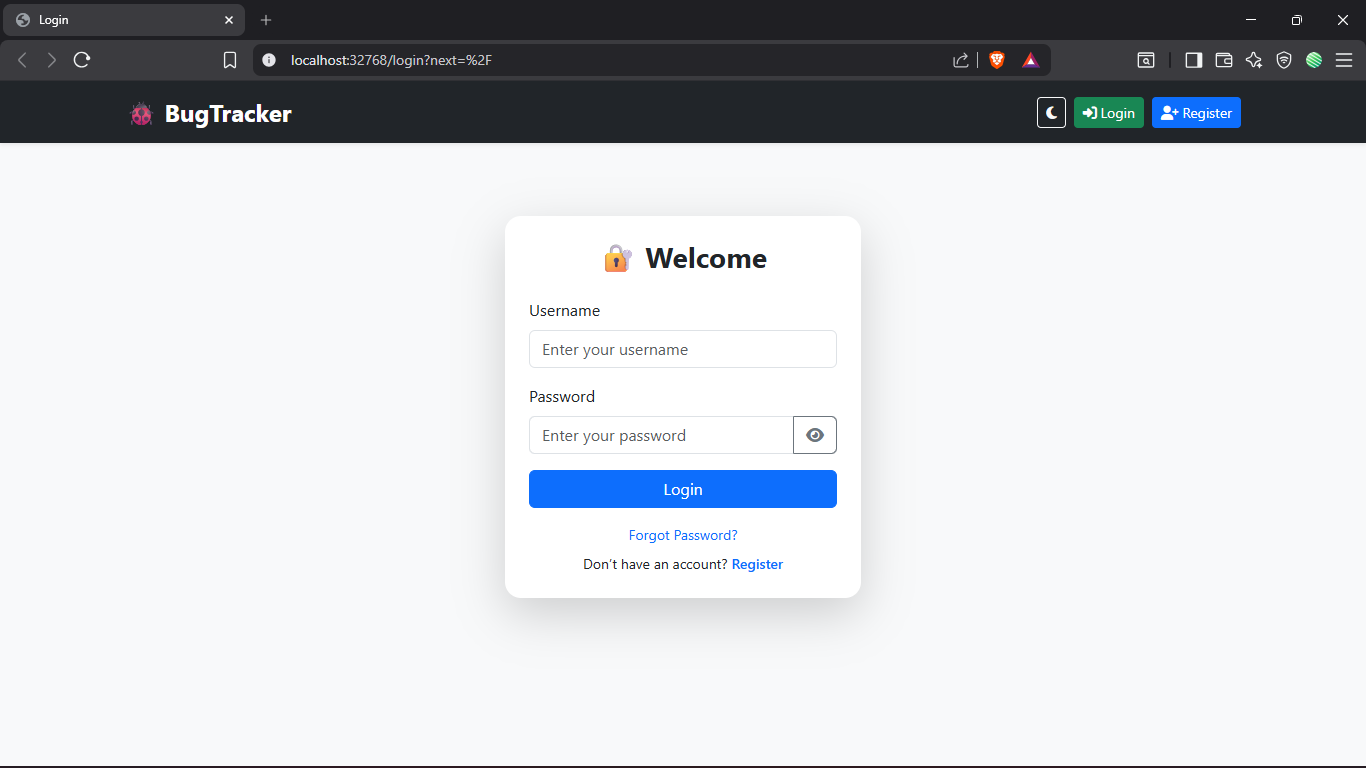 Login
localhost:32768/login?next=%2F
BugTracker
Login
Register
Welcome
Username
Enter your username
Password
Enter your password
Login
Forgot Password?
Don't have an account? Register